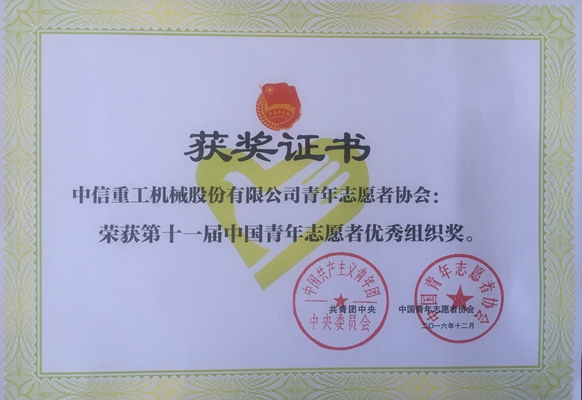 获奖证书
中信重工机械股份有限公司青年志愿者协会：
荣获第十一届中国青年志愿者优秀组织奖。
中国共产主义青年团
中央委员会
共青团中央
中国青年志愿者协会
中国青年志愿者协会
二〇一六年十二月